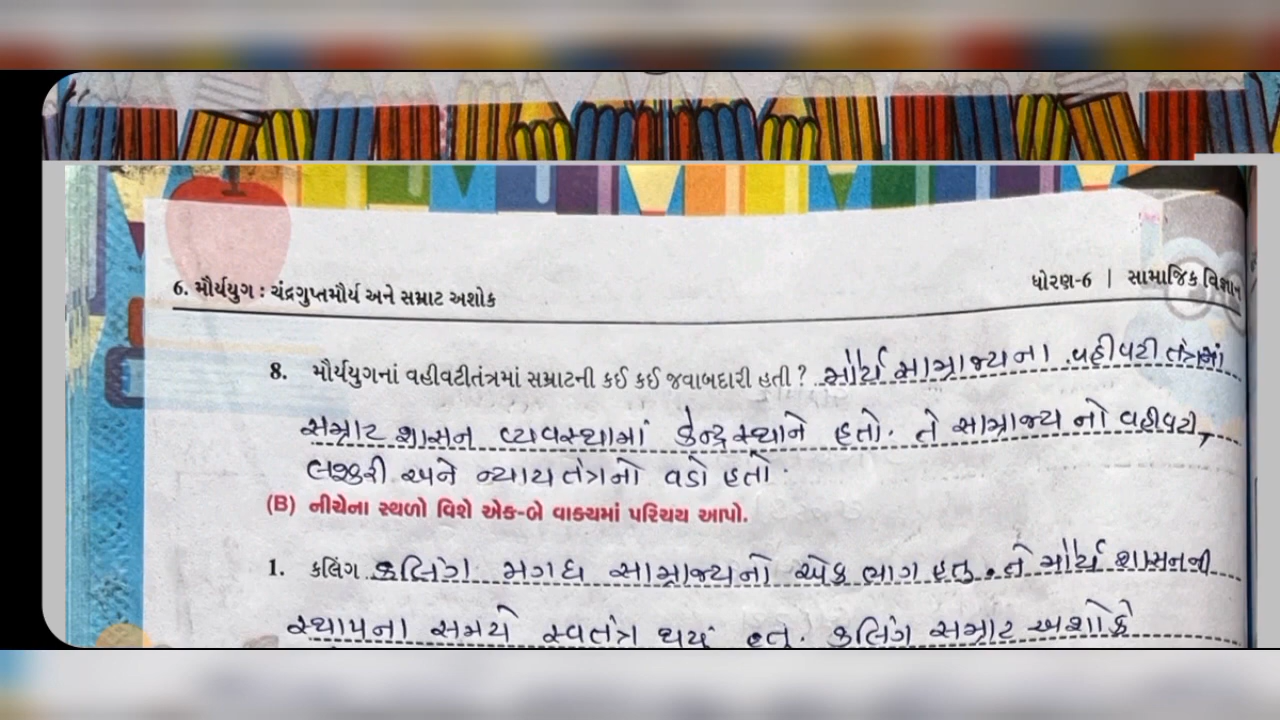 6. મૌર્યયુગ : ચંદ્રગુપ્તમૌર્ય અને સમ્રાટ અશોક
ધોરણ-6 | સામાજિક વિજ્ઞાન
8. મૌર્યયુગનાં વહીવટીતંત્રમાં સમ્રાટની કઈ કઈ જવાબદારી હતી ? મૌર્ય સામ્રાજ્યના વહીવટી તંત્રમાં
સમ્રાટ શાસન વ્યવસ્થામાં કેન્દ્રસ્થાને હતો. તે સામ્રાજ્ય નો વહીવટી,
લશ્કરી અને ન્યાય તંત્રનો વડો હતો
(B) નીચેના સ્થળો વિશે એક-બે વાક્યમાં પરિચય આપો.
1. કલિંગ કલિંગ મગધ સામ્રાજ્યનો એક ભાગ હતુ. તે મૌર્ય શાસનની
સ્થાપના સમયે સ્વતંત્ર થયું હતુ. કલિંગ સમ્રાટ અશોકે